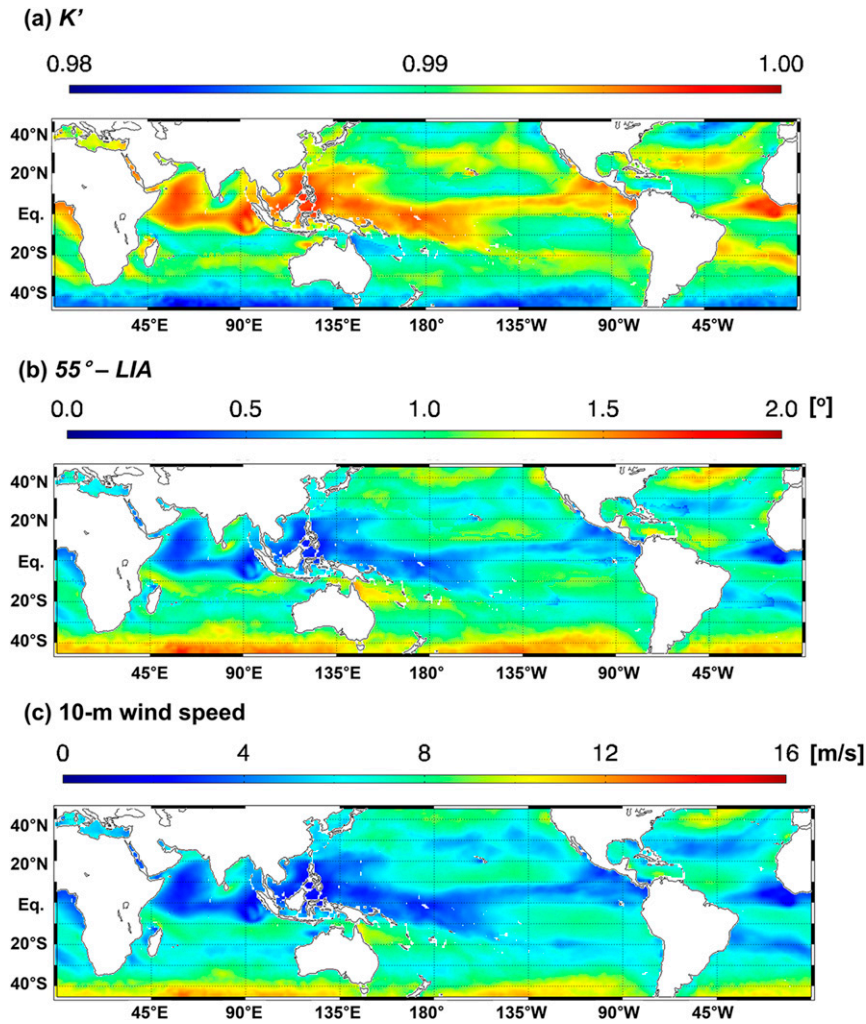 (a) K'
0.98 0.99 1.00
40°N
20°N
Eq.
20°S
40°S
45°E 90°E 135°E 180° 135°W 90°W 45°W
(b) 55° – LIA
0.0 0.5 1.0 1.5 2.0 [°]
40°N
20°N
Eq.
20°S
40°S
45°E 90°E 135°E 180° 135°W 90°W 45°W
(c) 10-m wind speed
0 4 8 12 16 [m/s]
40°N
20°N
Eq.
20°S
40°S
45°E 90°E 135°E 180° 135°W 90°W 45°W